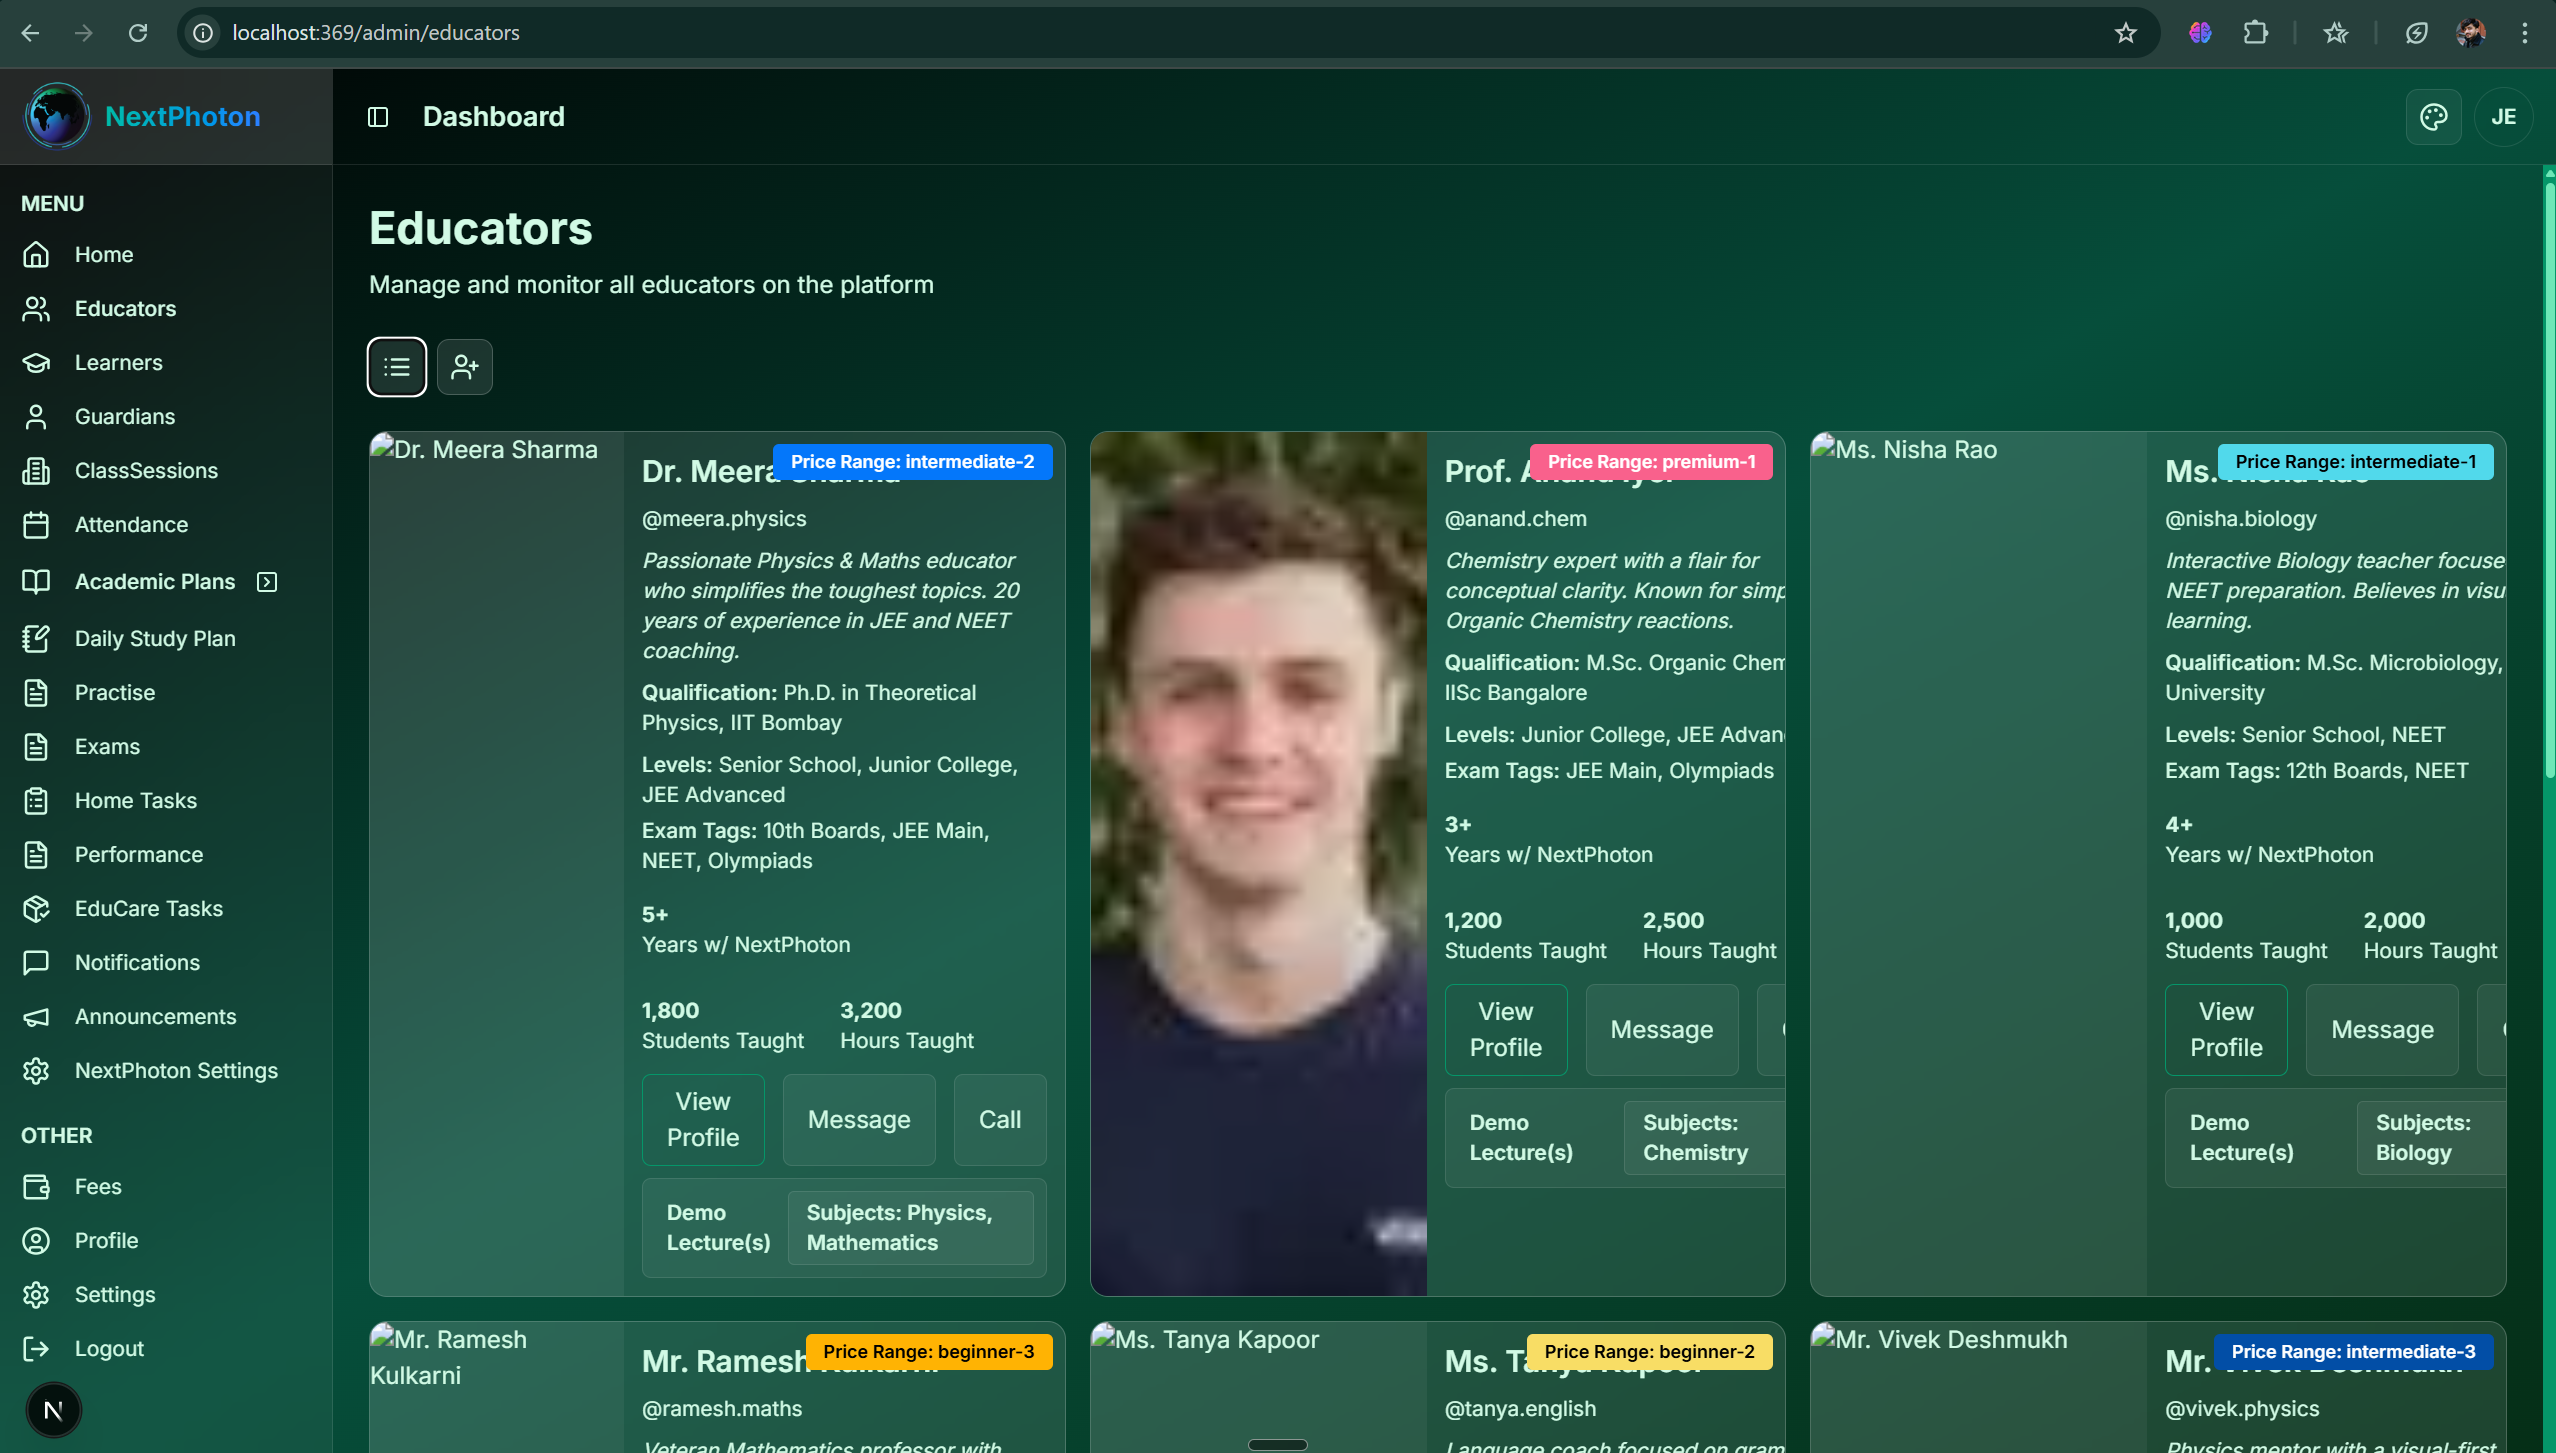 localhost:369/admin/educators
NextPhoton
Dashboard
JE
MENU
Home
Educators
Learners
Guardians
ClassSessions
Attendance
Academic Plans
Daily Study Plan
Practise
Exams
Home Tasks
Performance
EduCare Tasks
Notifications
Announcements
NextPhoton Settings
OTHER
Fees
Profile
Settings
Logout
N
Educators
Manage and monitor all educators on the platform
Dr. Meera Sharma
Price Range: intermediate-2
Dr. Meera Sharma
@meera.physics
Passionate Physics & Maths educator
who simplifies the toughest topics. 20
years of experience in JEE and NEET
coaching.
Qualification: Ph.D. in Theoretical
Physics, IIT Bombay
Levels: Senior School, Junior College,
JEE Advanced
Exam Tags: 10th Boards, JEE Main,
NEET, Olympiads
5+
Years w/ NextPhoton
1,800 3,200
Students Taught Hours Taught
View
Profile
Message
Call
Demo
Lecture(s)
Subjects: Physics,
Mathematics
Price Range: premium-1
Prof. Anand Iyer
@anand.chem
Chemistry expert with a flair for
conceptual clarity. Known for simp
Organic Chemistry reactions.
Qualification: M.Sc. Organic Chem
IISc Bangalore
Levels: Junior College, JEE Advan
Exam Tags: JEE Main, Olympiads
3+
Years w/ NextPhoton
1,200 2,500
Students Taught Hours Taught
View
Profile
Message
Demo
Lecture(s)
Subjects:
Chemistry
Ms. Nisha Rao
Price Range: intermediate-1
Ms. Nisha Rao
@nisha.biology
Interactive Biology teacher focuse
NEET preparation. Believes in visu
learning.
Qualification: M.Sc. Microbiology,
University
Levels: Senior School, NEET
Exam Tags: 12th Boards, NEET
4+
Years w/ NextPhoton
1,000 2,000
Students Taught Hours Taught
View
Profile
Message
Demo
Lecture(s)
Subjects:
Biology
Mr. Ramesh
Kulkarni
Price Range: beginner-3
Mr. Ramesh Kulkarni
@ramesh.maths
Veteran Mathematics professor with
Ms. Tanya Kapoor
Price Range: beginner-2
Ms. Tanya Kapoor
@tanya.english
Language coach focused on gram
Mr. Vivek Deshmukh
Price Range: intermediate-3
Mr. Vivek Deshmukh
@vivek.physics
Physics mentor with a visual-first